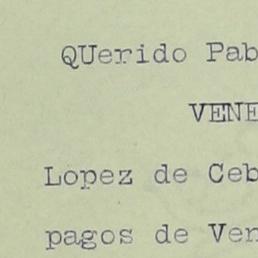 QUerido Pab
VENE
Lopez de Ceb
pagos de Ven